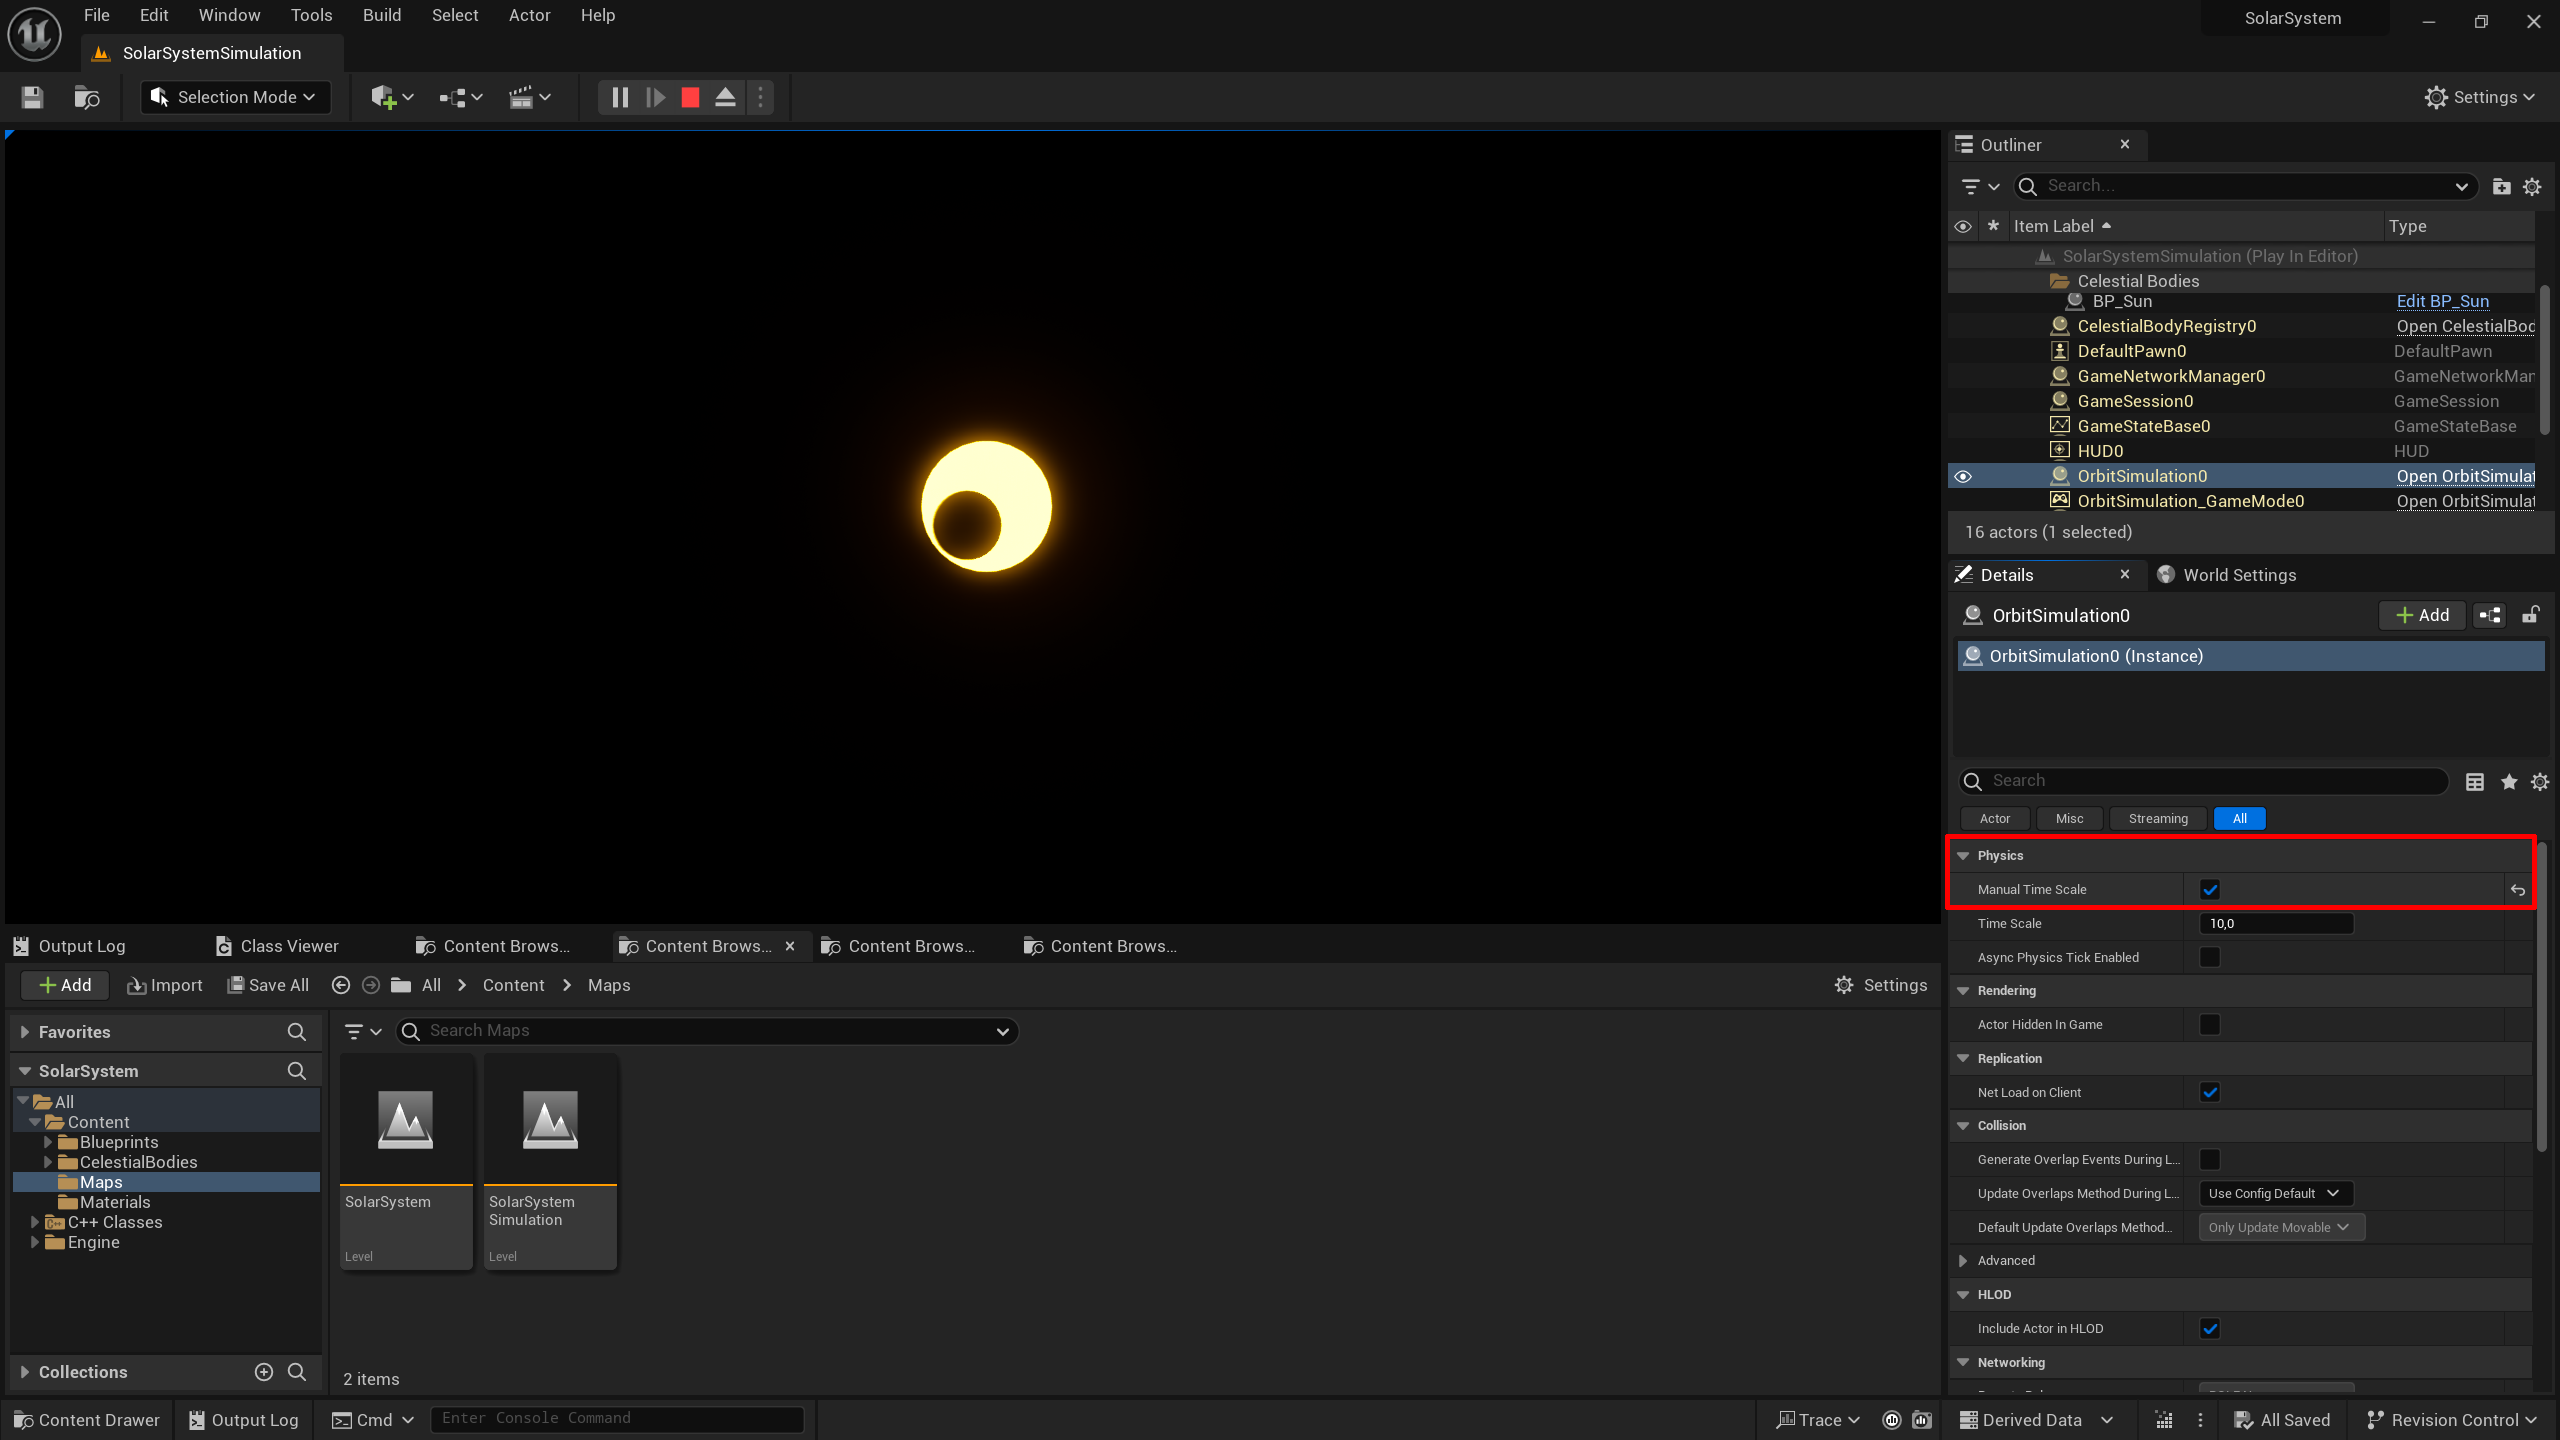 File Edit Window Tools Build Select Actor Help
SolarSystem
SolarSystemSimulation
Selection Mode
Settings
Outliner
Search...
* Item Label Type
SolarSystemSimulation (Play In Editor)
Celestial Bodies
BP_Sun Edit BP_Sun
CelestialBodyRegistry0 Open CelestialBod
DefaultPawn0 DefaultPawn
GameNetworkManager0 GameNetworkMan
GameSession0 GameSession
GameStateBase0 GameStateBase
HUD0 HUD
OrbitSimulation0 Open OrbitSimulat
OrbitSimulation_GameMode0 Open OrbitSimulat
16 actors (1 selected)
Details World Settings
OrbitSimulation0 Add
OrbitSimulation0 (Instance)
Search
Actor Misc Streaming All
Physics
Manual Time Scale
Time Scale 10,0
Async Physics Tick Enabled
Rendering
Actor Hidden In Game
Replication
Net Load on Client
Collision
Generate Overlap Events During L...
Update Overlaps Method During L... Use Config Default
Default Update Overlaps Method... Only Update Movable
Advanced
HLOD
Include Actor in HLOD
Networking
Output Log Class Viewer Content Brows... Content Brows... Content Brows... Content Brows...
Add Import Save All All > Content > Maps Settings
Favorites
Search Maps
SolarSystem
All
Content
Blueprints
CelestialBodies
Maps
Materials
C++ Classes
Engine
Collections
SolarSystem
Level
SolarSystem
Simulation
Level
2 items
Content Drawer Output Log Cmd Enter Console Command Trace Derived Data All Saved Revision Control